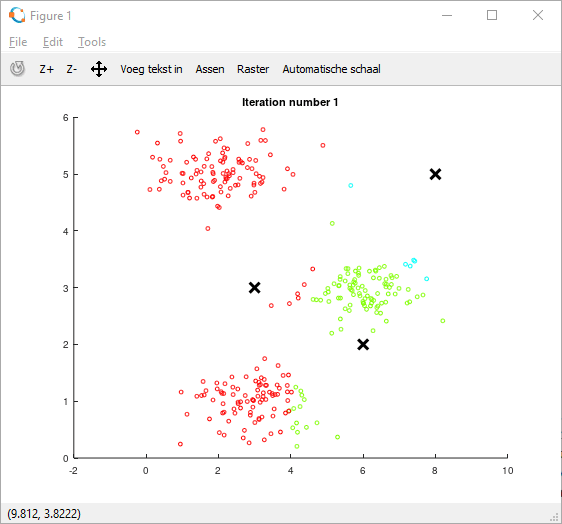 Figure 1
File Edit Tools
Z+ Z- Voeg tekst in Assen Raster Automatische schaal
Iteration number 1
6
5
4
3
2
1
0
-2 0 2 4 6 8 10
(9.812, 3.8222)